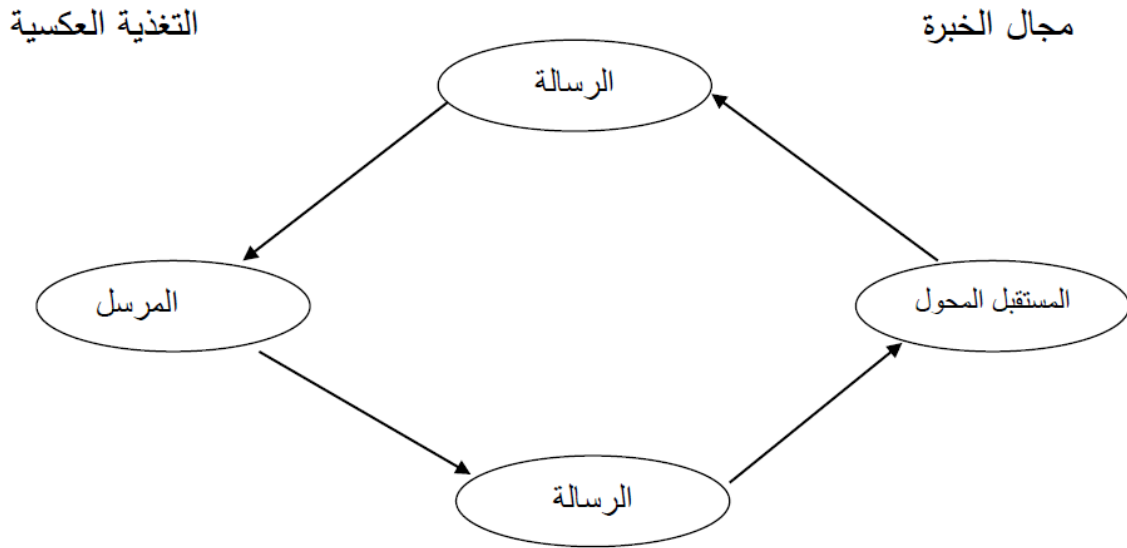 مجال الخبرة
التغذية العكسية
الرسالة
المستقبل المحول
المرسل
الرسالة